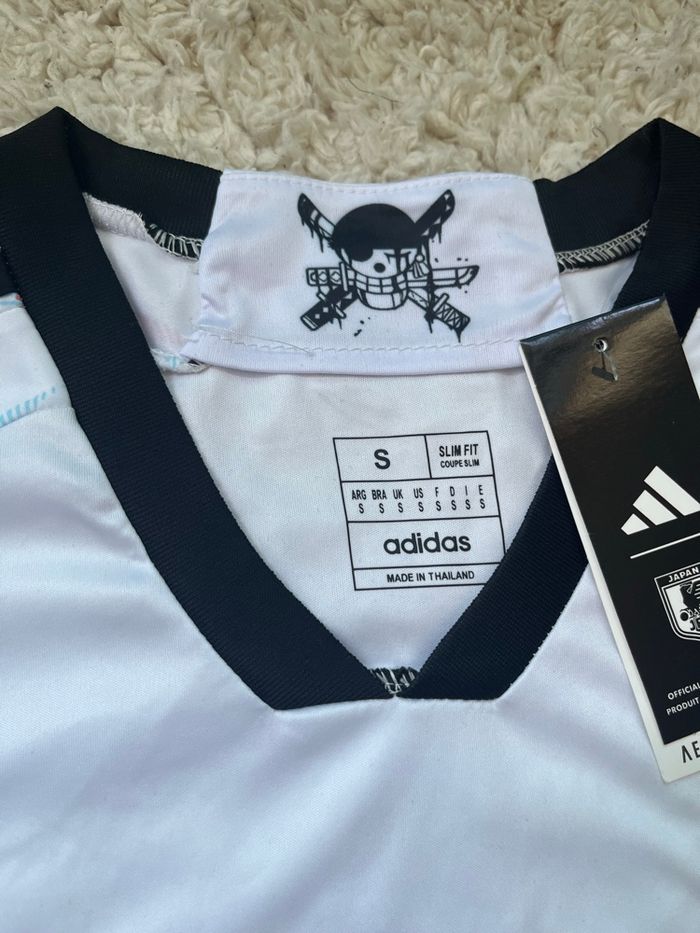 S
SLIM FIT
COUPE SLIM
ARG BRA UK US F D I E
S S S S S S S S
adidas
MADE IN THAILAND
JAPAN
OFFICIAL
PRODUIT